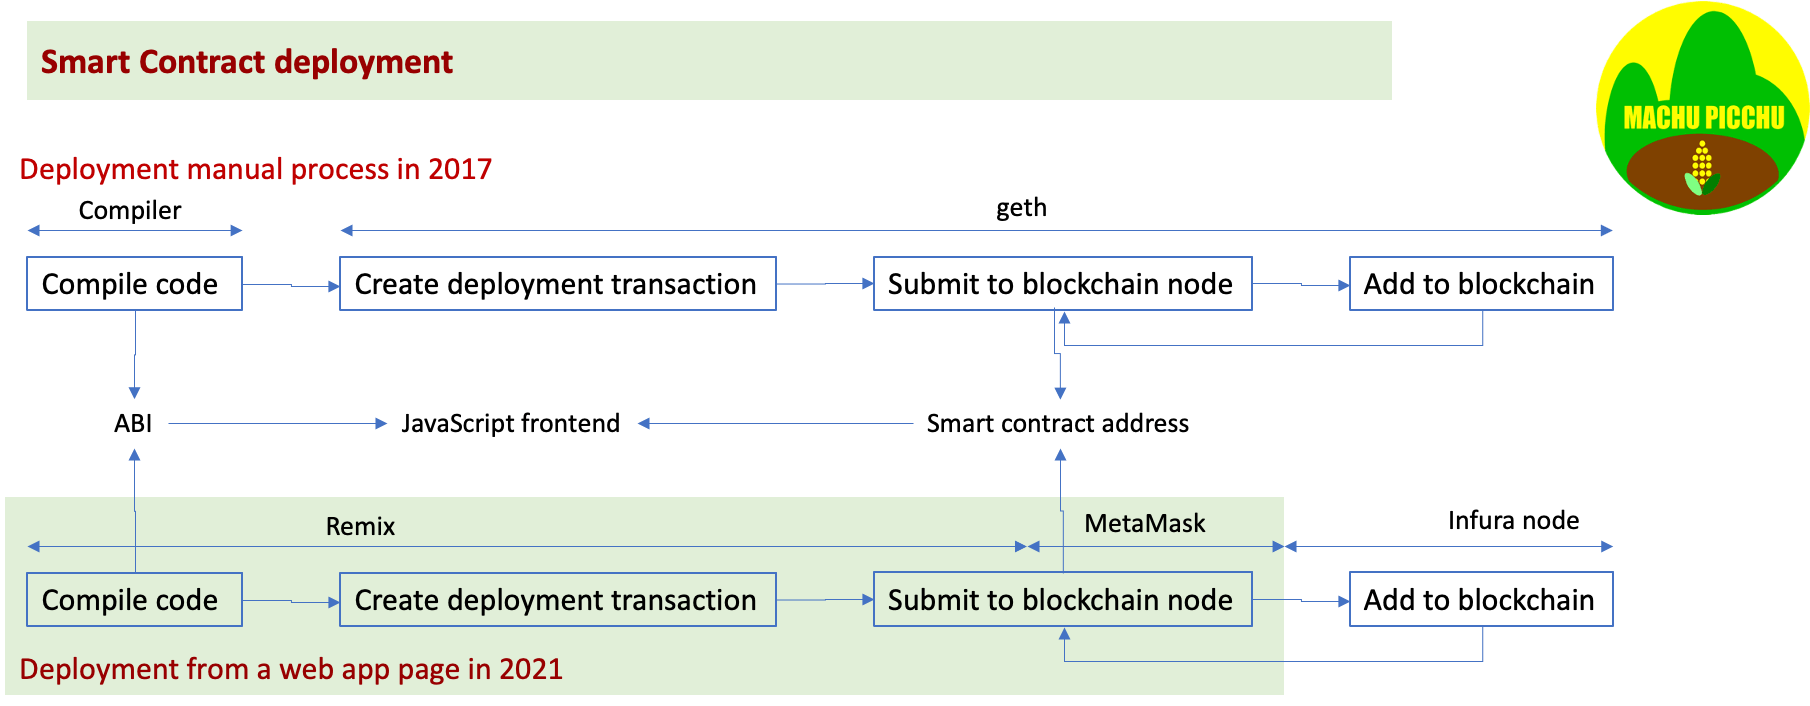 Smart Contract deployment
MACHU PICCHU
Deployment manual process in 2017
Compiler
geth
Compile code
Create deployment transaction
Submit to blockchain node
Add to blockchain
ABI
JavaScript frontend
Smart contract address
Remix
MetaMask
Infura node
Compile code
Create deployment transaction
Submit to blockchain node
Add to blockchain
Deployment from a web app page in 2021